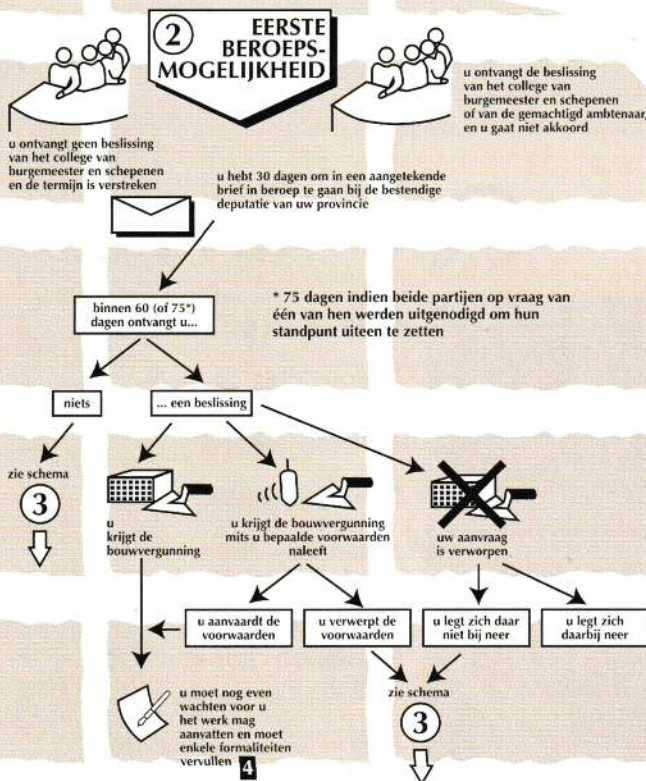 2
EERSTE
BEROEPS-
MOGELIJKHEID
u ontvangt geen beslissing
van het college van
burgemeester en schepenen
en de termijn is verstreken
u ontvangt de beslissing
van het college van
burgemeester en schepenen
of van de gemachtigd ambtenaar,
en u gaat niet akkoord
u hebt 30 dagen om in een aangetekende
brief in beroep te gaan bij de bestendige
deputatie van uw provincie
binnen 60 (of 75*)
dagen ontvangt u...
* 75 dagen indien beide partijen op vraag van
één van hen werden uitgenodigd om hun
standpunt uiteen te zetten
niets
... een beslissing
zie schema
3
u
krijgt de
bouwvergunning
u krijgt de bouwvergunning
mits u bepaalde voorwaarden
naleeft
uw aanvraag
is verworpen
u aanvaardt de
voorwaarden
u verwerpt de
voorwaarden
u legt zich daar
niet bij neer
u legt zich
daarbij neer
zie schema
3
u moet nog even
wachten voor u
het werk mag
aanvatten en moet
enkele formaliteiten
vervullen 4